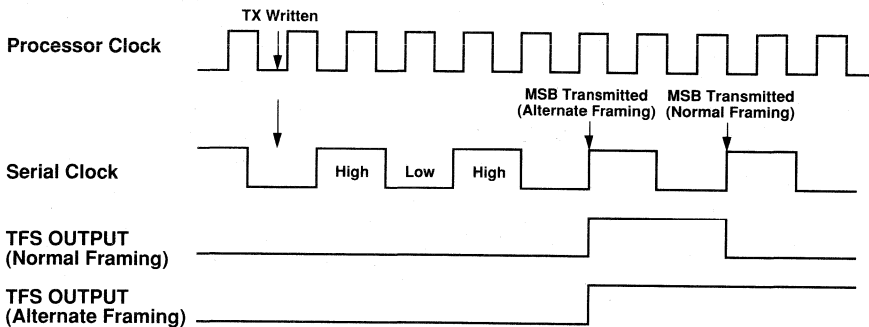 TX Written
Processor Clock
MSB Transmitted
(Alternate Framing)
MSB Transmitted
(Normal Framing)
Serial Clock
High
Low
High
TFS OUTPUT
(Normal Framing)
TFS OUTPUT
(Alternate Framing)